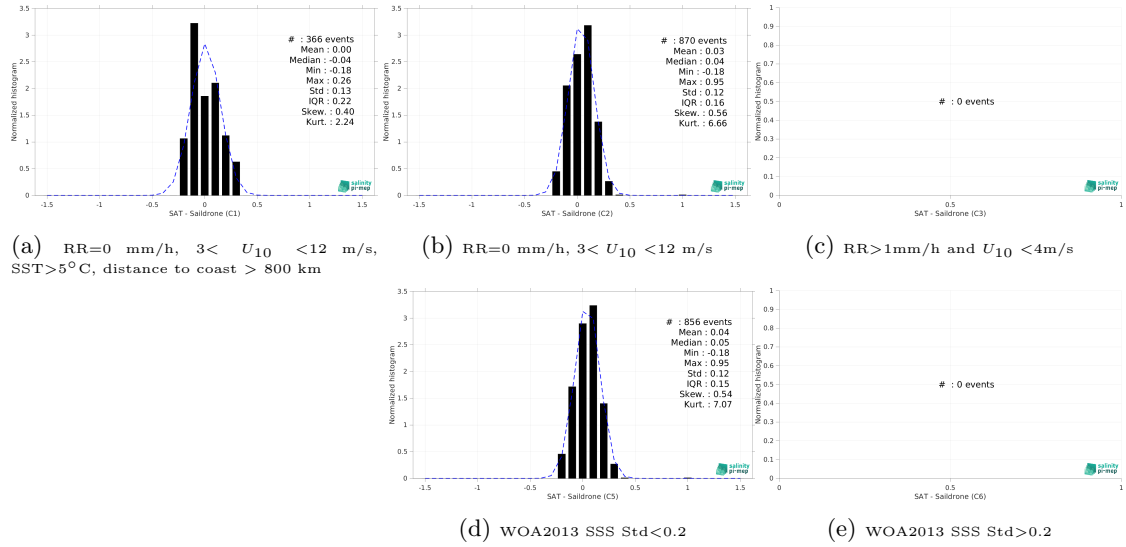 Normalized histogram
3.5
3
2.5
2
1.5
1
0.5
0
-1.5
-1
-0.5
0
0.5
1
1.5
# : 366 events
Mean : 0.00
Median : -0.04
Min : -0.18
Max : 0.26
Std : 0.13
IQR : 0.22
Skew. : 0.40
Kurt. : 2.24
salinity
pi-mep
SAT - Saildrone (C1)
(a) RR=0 mm/h, 3< U10 <12 m/s,
SST>5°C, distance to coast > 800 km
Normalized histogram
3.5
3
2.5
2
1.5
1
0.5
0
-1.5
-1
-0.5
0
0.5
1
1.5
# : 870 events
Mean : 0.03
Median : 0.04
Min : -0.18
Max : 0.95
Std : 0.12
IQR : 0.16
Skew. : 0.56
Kurt. : 6.66
salinity
pi-mep
SAT - Saildrone (C2)
(b) RR=0 mm/h, 3< U10 <12 m/s
Normalized histogram
1
0.9
0.8
0.7
0.6
0.5
0.4
0.3
0.2
0.1
0
0
0.5
1
# : 0 events
salinity
pi-mep
SAT - Saildrone (C3)
(c) RR>1mm/h and U10 <4m/s
Normalized histogram
3.5
3
2.5
2
1.5
1
0.5
0
-1.5
-1
-0.5
0
0.5
1
1.5
# : 856 events
Mean : 0.04
Median : 0.05
Min : -0.18
Max : 0.95
Std : 0.12
IQR : 0.15
Skew. : 0.54
Kurt. : 7.07
salinity
pi-mep
SAT - Saildrone (C5)
(d) WOA2013 SSS Std<0.2
Normalized histogram
1
0.9
0.8
0.7
0.6
0.5
0.4
0.3
0.2
0.1
0
0
0.5
1
# : 0 events
salinity
pi-mep
SAT - Saildrone (C6)
(e) WOA2013 SSS Std>0.2